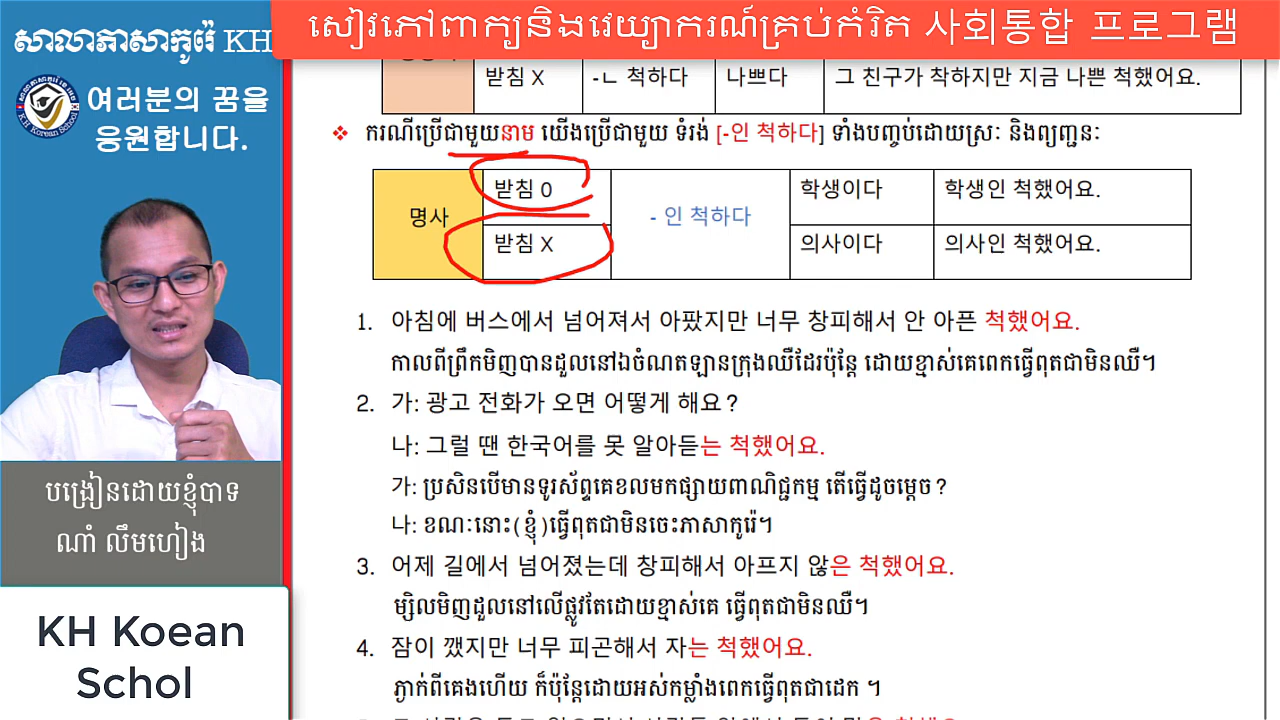 សាលាភាសាកូរ៉េ KH
សៀវភៅពាក្យនិងវេយ្យាករណ៍គ្រប់កំរិត 사회통합 프로그램
여러분의 꿈을
응원합니다.
받침 X
-ㄴ 척하다
나쁘다
그 친구가 착하지만 지금 나쁜 척했어요.
❖ ករណីប្រើជាមួយនាម យើងប្រើជាមួយ ទំរង់ [-인 척하다] ទាំងបញ្ចប់ដោយស្រៈ និងព្យញ្ជនៈ
명사
받침 0
- 인 척하다
학생이다
학생인 척했어요.
받침 X
의사이다
의사인 척했어요.
1. 아침에 버스에서 넘어져서 아팠지만 너무 창피해서 안 아픈 척했어요.
កាលពីព្រឹកមិញបានដួលនៅឯចំណតឡានក្រុងឈឺដែរប៉ុន្តែ ដោយខ្មាស់គេពេកធ្វើពុតជាមិនឈឺ។
2. 가: 광고 전화가 오면 어떻게 해요?
나: 그럴 땐 한국어를 못 알아듣는 척했어요.
가: ប្រសិនបើមានទូរស័ព្ទគេខលមកផ្សាយពាណិជ្ជកម្ម តើធ្វើដូចម្តេច?
나: ខណៈនោះ(ខ្ញុំ)ធ្វើពុតជាមិនចេះភាសាកូរ៉េ។
3. 어제 길에서 넘어졌는데 창피해서 아프지 않은 척했어요.
ម្សិលមិញដួលនៅលើផ្លូវតែដោយខ្មាស់គេ ធ្វើពុតជាមិនឈឺ។
4. 잠이 깼지만 너무 피곤해서 자는 척했어요.
ភ្ញាក់ពីគេងហើយ ក៏ប៉ុន្តែដោយអស់កម្លាំងពេកធ្វើពុតជាដេក ។
បង្រៀនដោយខ្ញុំបាទ
ណាំ លឹមហៀង
KH Koean
Schol